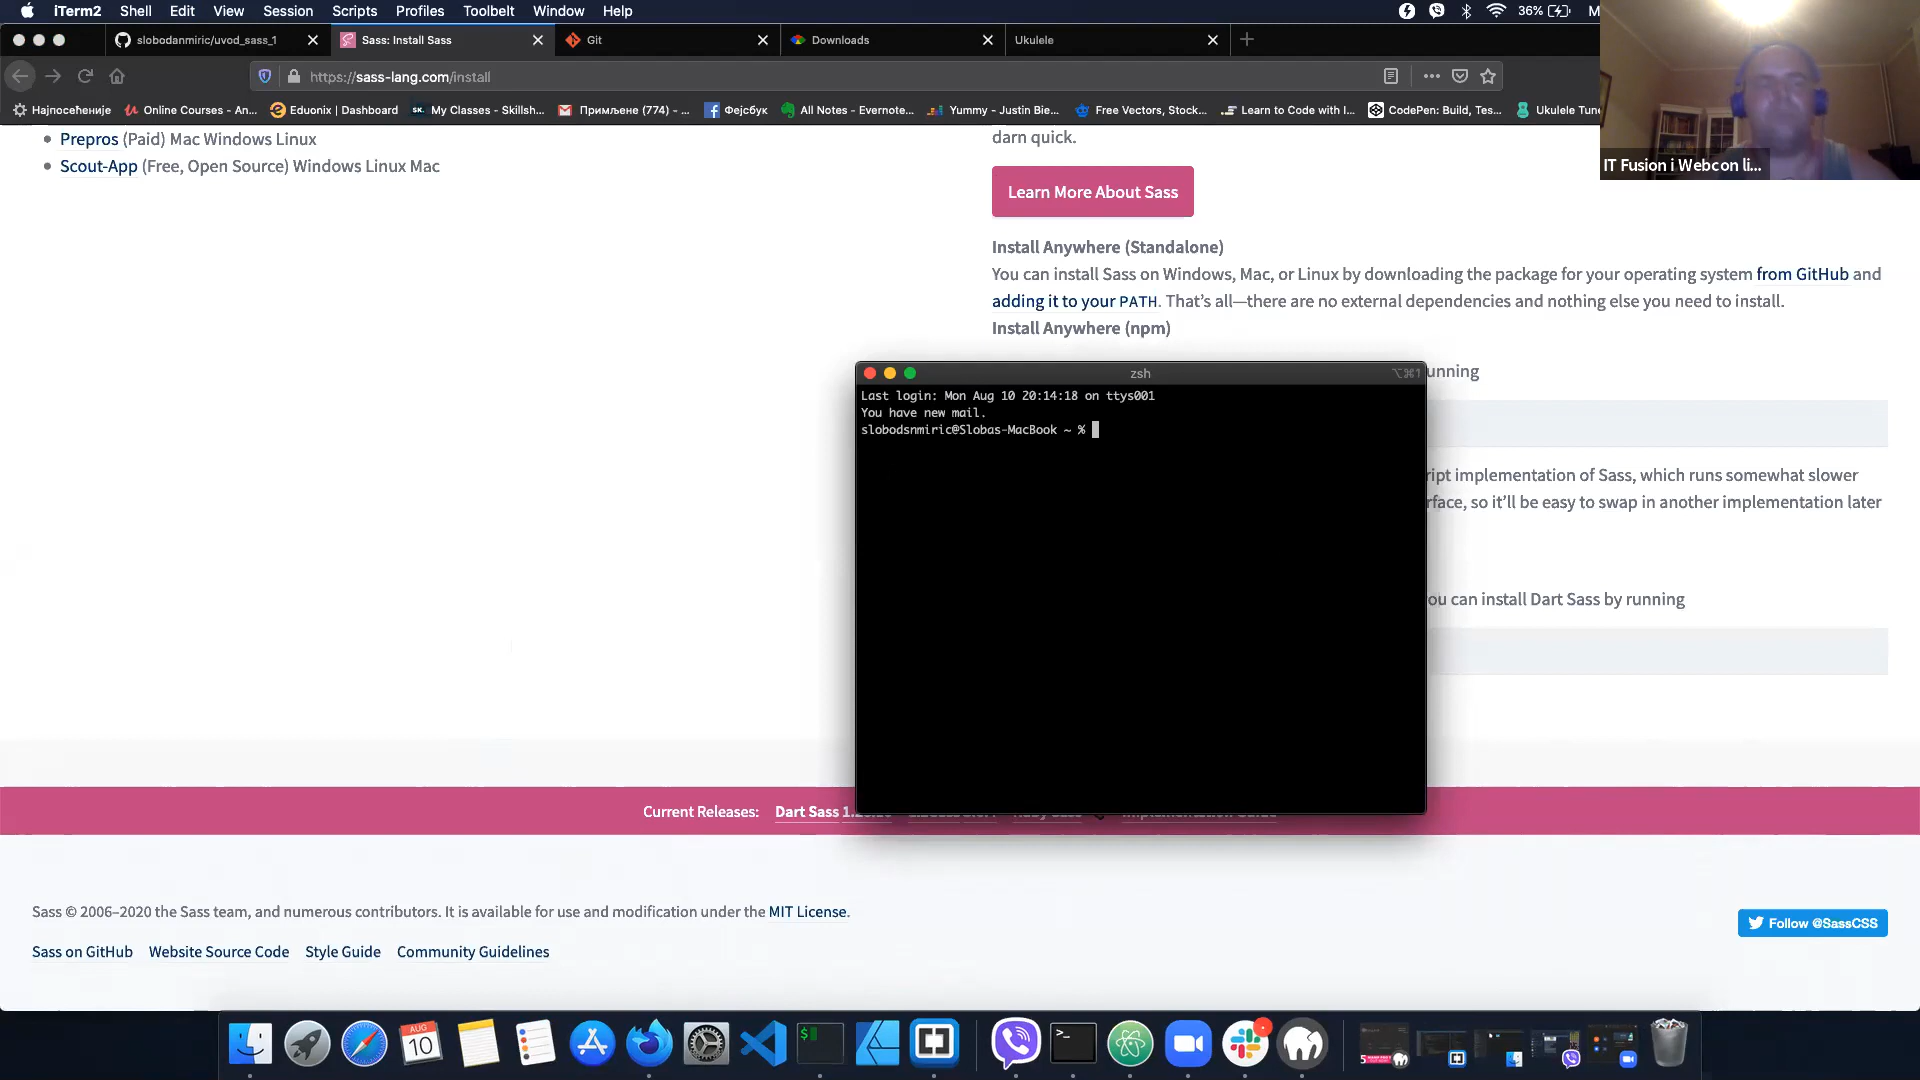 iTerm2 Shell Edit View Session Scripts Profiles Toolbelt Window Help 36% M
slobodanmiric/uvod_sass_1 Sass: Install Sass Git Downloads Ukulele
https://sass-lang.com/install
Најпосећеније Online Courses - An... Eduonix | Dashboard My Classes - Skillsh... Примљене (774) - ... Фејсбук All Notes - Evernote... Yummy - Justin Bie... Free Vectors, Stock... Learn to Code with I... CodePen: Build, Tes... Ukulele Tun
IT Fusion i Webcon li...
Prepros (Paid) Mac Windows Linux
Scout-App (Free, Open Source) Windows Linux Mac
darn quick.
Learn More About Sass
Install Anywhere (Standalone)
You can install Sass on Windows, Mac, or Linux by downloading the package for your operating system from GitHub and
adding it to your PATH. That's all—there are no external dependencies and nothing else you need to install.
Install Anywhere (npm)
unning
zsh
⌥⌘1
Last login: Mon Aug 10 20:14:18 on ttys001
You have new mail.
slobodsnmiric@Slobas-MacBook ~ %
ript implementation of Sass, which runs somewhat slower
rface, so it'll be easy to swap in another implementation later
ou can install Dart Sass by running
Current Releases: Dart Sass
Sass © 2006–2020 the Sass team, and numerous contributors. It is available for use and modification under the MIT License.
Follow @SassCSS
Sass on GitHub Website Source Code Style Guide Community Guidelines
AUG
10